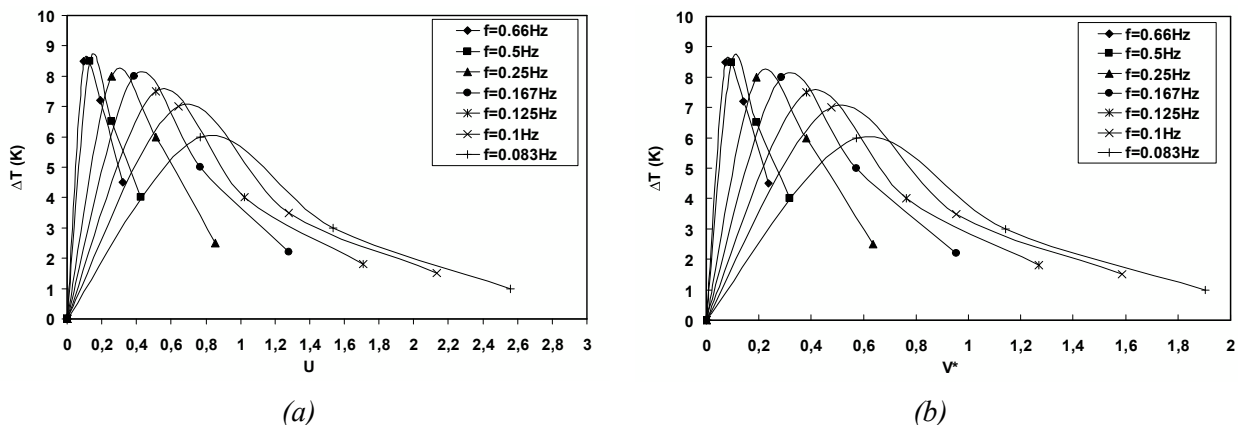 10
9
8
7
6
5
4
3
2
1
0
ΔT (K)
0 0,2 0,4 0,6 0,8 1 1,2 1,4 1,6 1,8 2 2,2 2,4 2,6 2,8 3
U
f=0.66Hz
f=0.5Hz
f=0.25Hz
f=0.167Hz
f=0.125Hz
f=0.1Hz
f=0.083Hz
(a)
10
9
8
7
6
5
4
3
2
1
0
ΔT (K)
0 0,2 0,4 0,6 0,8 1 1,2 1,4 1,6 1,8 2
V*
f=0.66Hz
f=0.5Hz
f=0.25Hz
f=0.167Hz
f=0.125Hz
f=0.1Hz
f=0.083Hz
(b)